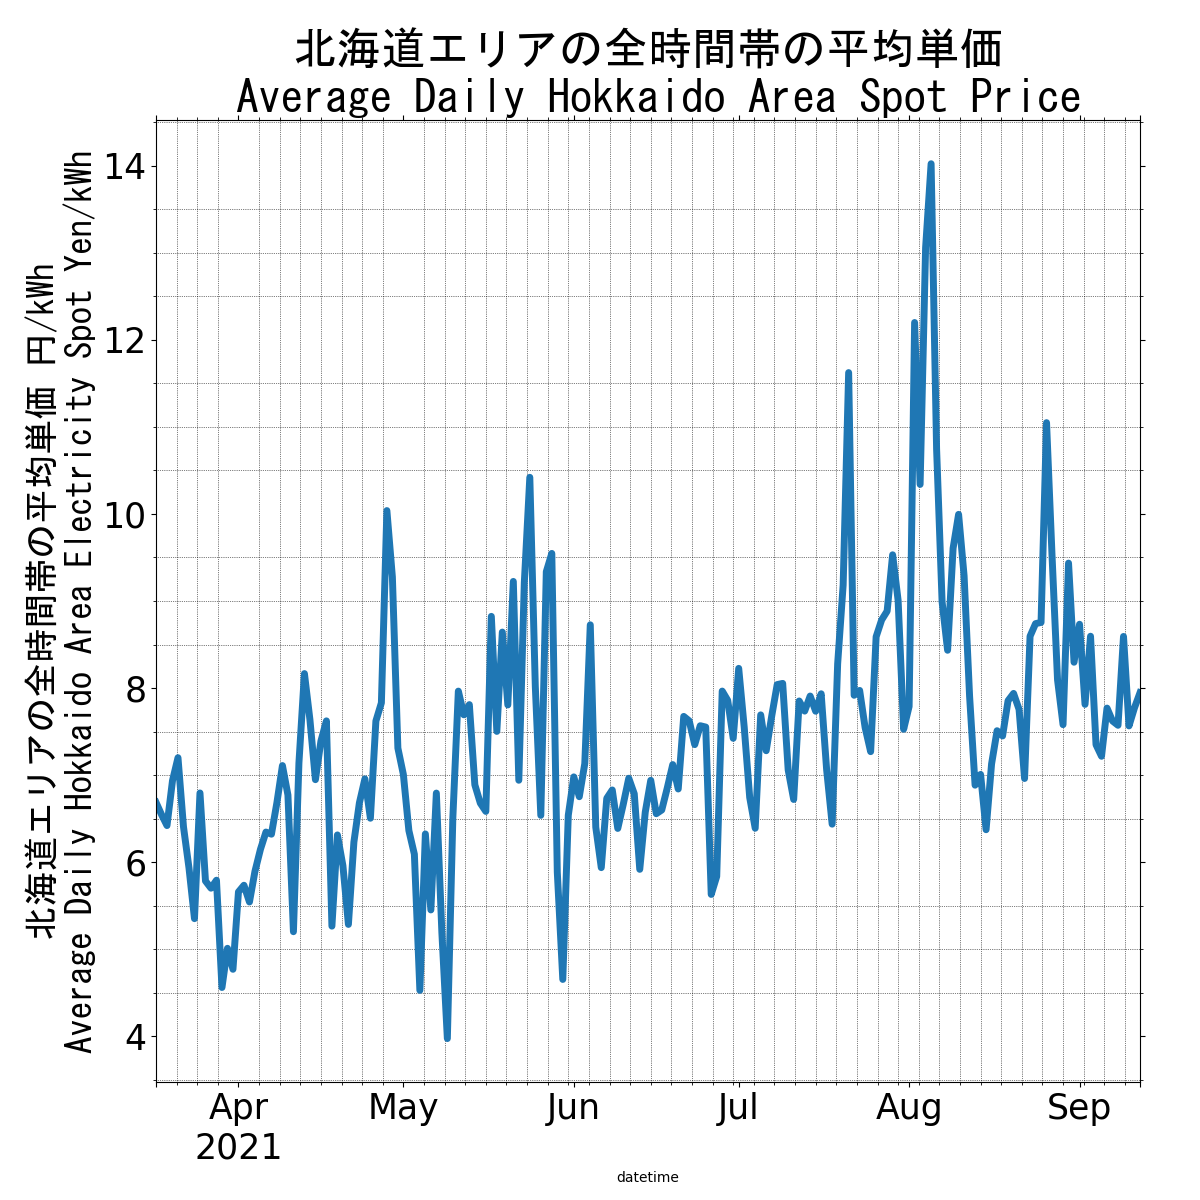 北海道エリアの全時間帯の平均単価
Average Daily Hokkaido Area Spot Price
北海道エリアの全時間帯の平均単価 円/kWh
Average Daily Hokkaido Area Electricity Spot Yen/kWh
14
12
10
8
6
4
Apr
2021
May
Jun
Jul
Aug
Sep
datetime